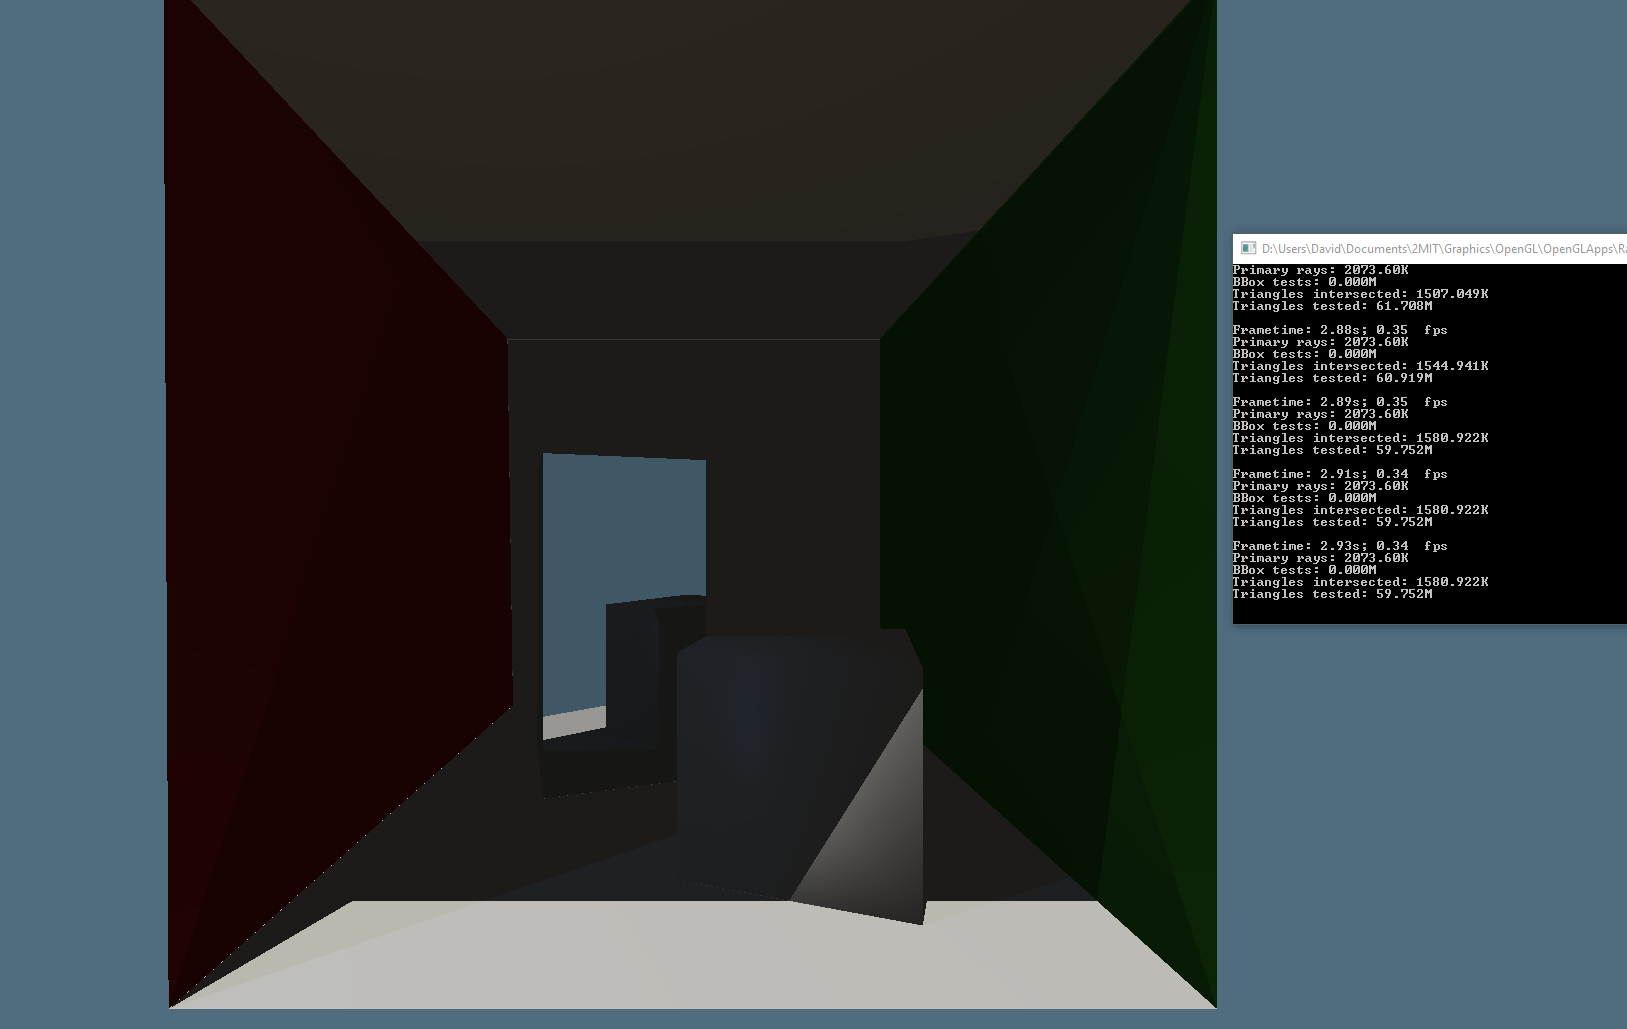 D:\Users\David\Documents\2MIT\Graphics\OpenGL\OpenGLApps\Ra
Primary rays: 2073.60K
BBox tests: 0.000M
Triangles intersected: 1507.049K
Triangles tested: 61.708M
Frametime: 2.88s; 0.35  fps
Primary rays: 2073.60K
BBox tests: 0.000M
Triangles intersected: 1544.941K
Triangles tested: 60.919M
Frametime: 2.89s; 0.35  fps
Primary rays: 2073.60K
BBox tests: 0.000M
Triangles intersected: 1580.922K
Triangles tested: 59.752M
Frametime: 2.91s; 0.34  fps
Primary rays: 2073.60K
BBox tests: 0.000M
Triangles intersected: 1580.922K
Triangles tested: 59.752M
Frametime: 2.93s; 0.34  fps
Primary rays: 2073.60K
BBox tests: 0.000M
Triangles intersected: 1580.922K
Triangles tested: 59.752M